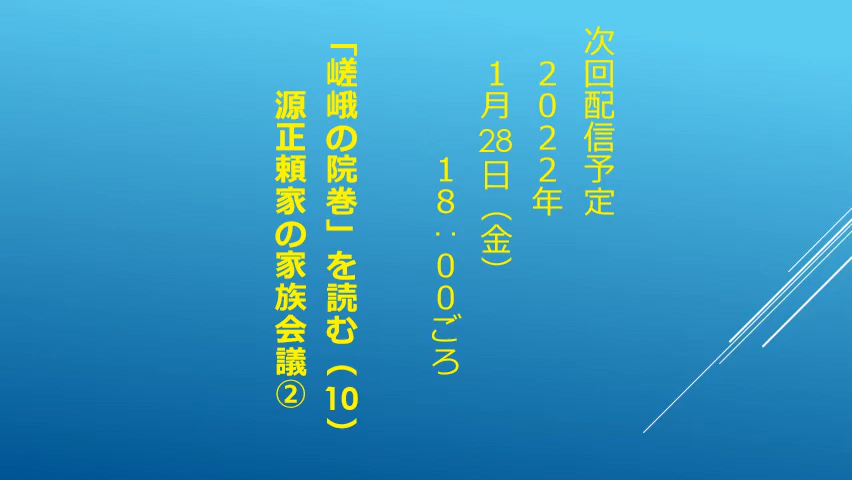 次回配信予定
２０２２年
１月28日（金）
１８：００ごろ
「嵯峨の院巻」を読む（10）
源正頼家の家族会議②